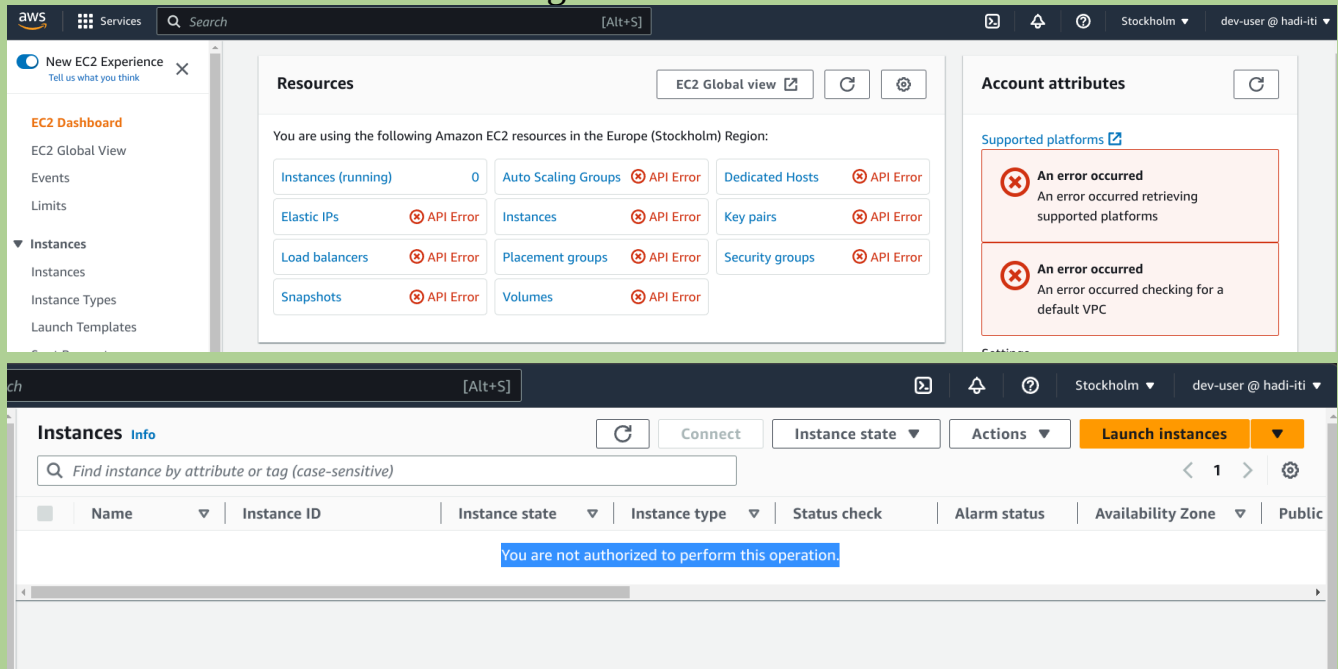 aws
Services
Search
[Alt+S]
Stockholm
dev-user @ hadi-iti
New EC2 Experience
Tell us what you think
EC2 Dashboard
EC2 Global View
Events
Limits
Instances
Instances
Instance Types
Launch Templates
Resources
EC2 Global view
You are using the following Amazon EC2 resources in the Europe (Stockholm) Region:
Instances (running) 0 Auto Scaling Groups API Error Dedicated Hosts API Error
Elastic IPs API Error Instances API Error Key pairs API Error
Load balancers API Error Placement groups API Error Security groups API Error
Snapshots API Error Volumes API Error
Account attributes
Supported platforms
An error occurred
An error occurred retrieving
supported platforms
An error occurred
An error occurred checking for a
default VPC
ch
[Alt+S]
Stockholm
dev-user @ hadi-iti
Instances Info
Connect
Instance state
Actions
Launch instances
Find instance by attribute or tag (case-sensitive)
1
Name Instance ID Instance state Instance type Status check Alarm status Availability Zone Public
You are not authorized to perform this operation.